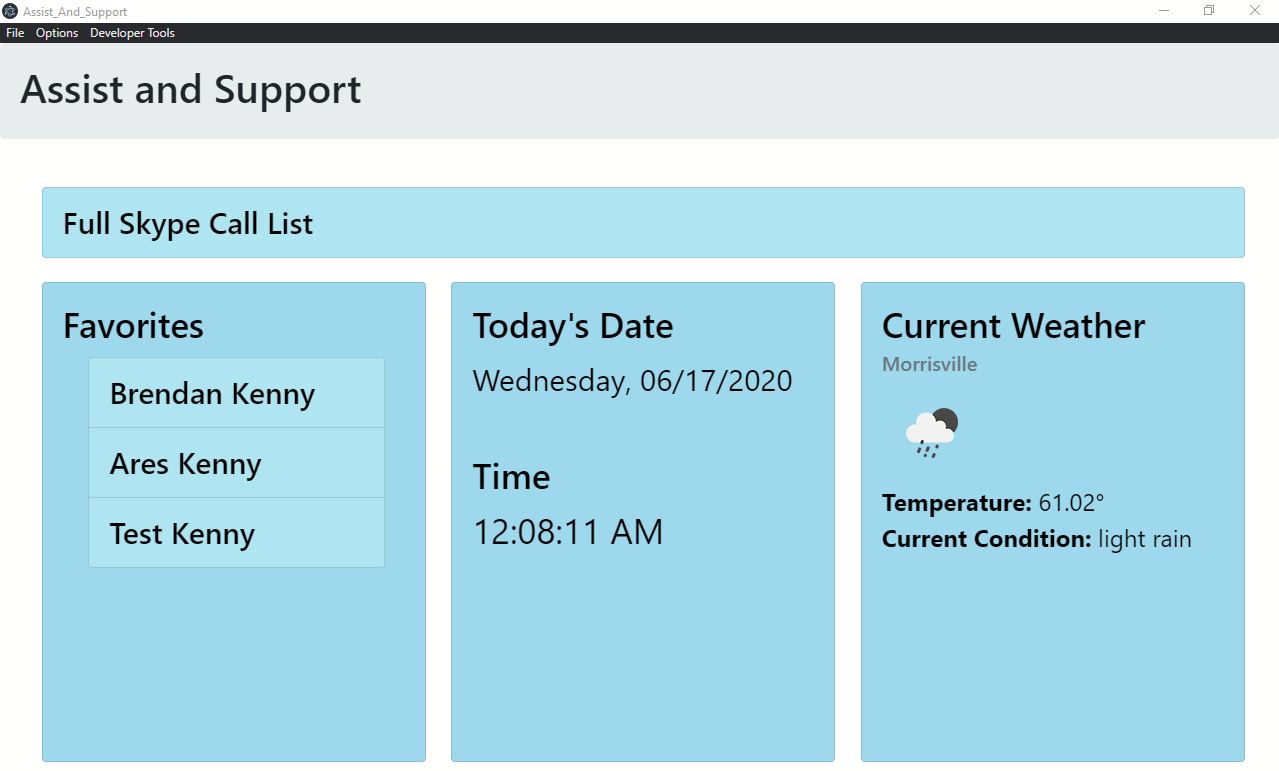 Assist_And_Support
File Options Developer Tools
Assist and Support
Full Skype Call List
Favorites
Brendan Kenny
Ares Kenny
Test Kenny
Today's Date
Wednesday, 06/17/2020
Time
12:08:11 AM
Current Weather
Morrisville
Temperature: 61.02°
Current Condition: light rain